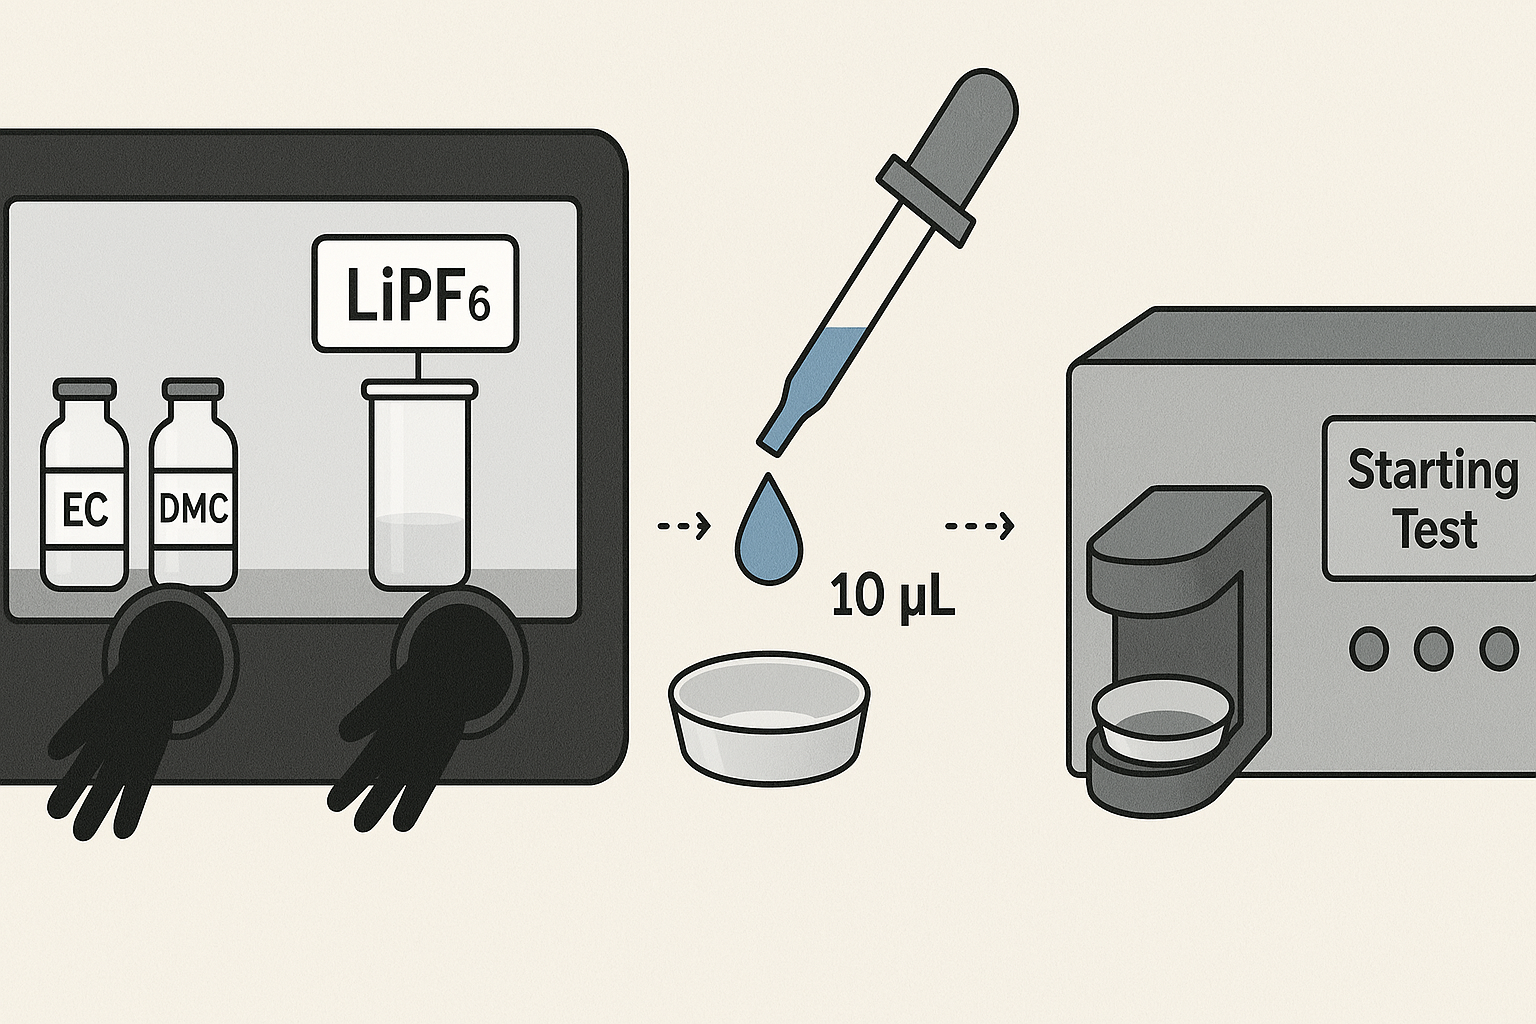 LiPF6
EC
DMC
10 µL
Starting
Test